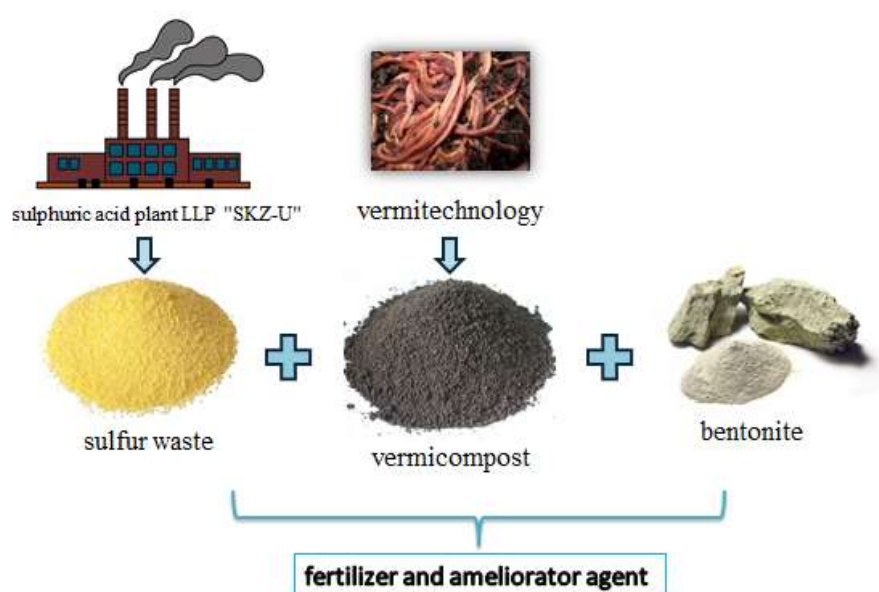 sulphuric acid plant LLP "SKZ-U"
vermitechnology
sulfur waste
vermicompost
bentonite
fertilizer and ameliorator agent